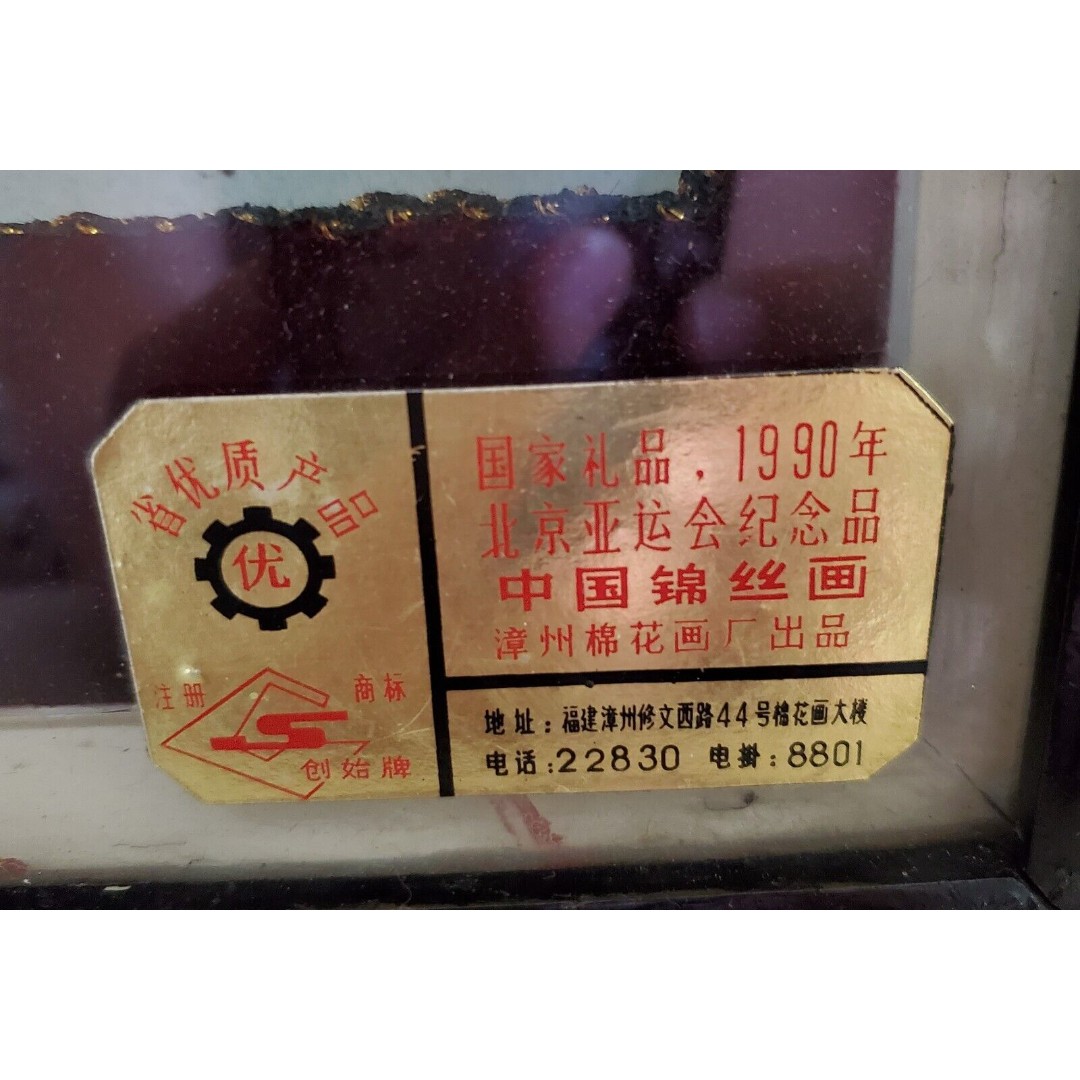 省优质产品
优
注册 商标
创始牌
国家礼品，1990年
北京亚运会纪念品
中国锦丝画
漳州棉花画厂出品
地址：福建漳州修文西路44号棉花画大楼
电话：22830 电掛：8801